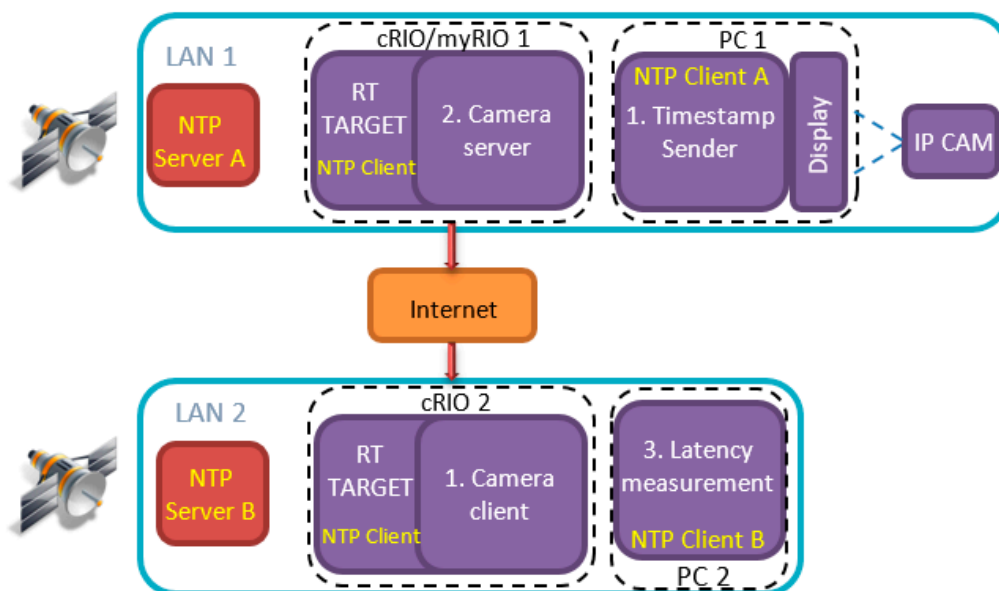 LAN 1
NTP
Server A
cRIO/myRIO 1
RT
TARGET
NTP Client
2. Camera
server
PC 1
NTP Client A
1. Timestamp
Sender
Display
IP CAM
Internet
LAN 2
NTP
Server B
cRIO 2
RT
TARGET
NTP Client
1. Camera
client
3. Latency
measurement
NTP Client B
PC 2